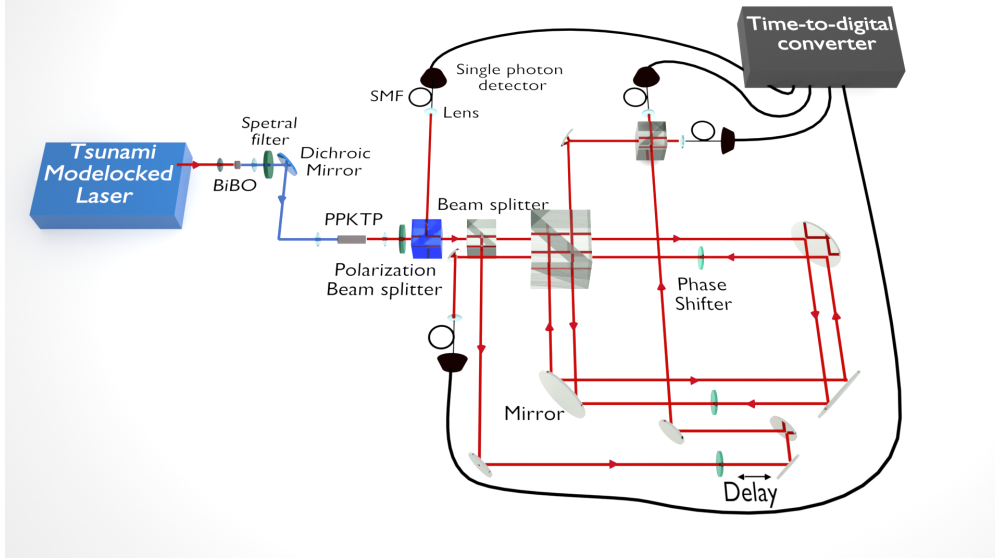 Time-to-digital
converter
Single photon
detector
SMF
Lens
Spetral
filter
Tsunami
Modelocked
Laser
Dichroic
Mirror
BiBO
Beam splitter
PPKTP
Polarization
Beam splitter
Phase
Shifter
Mirror
Delay